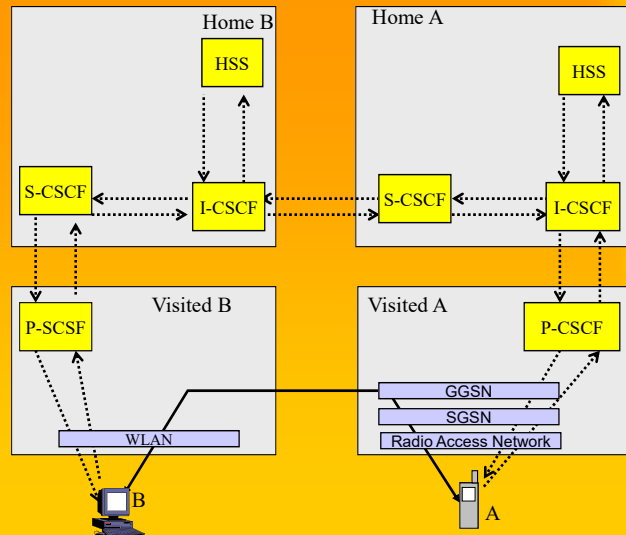 Home B
HSS
S-CSCF
I-CSCF
Home A
HSS
S-CSCF
I-CSCF
Visited B
P-SCSF
WLAN
B
Visited A
P-CSCF
GGSN
SGSN
Radio Access Network
A